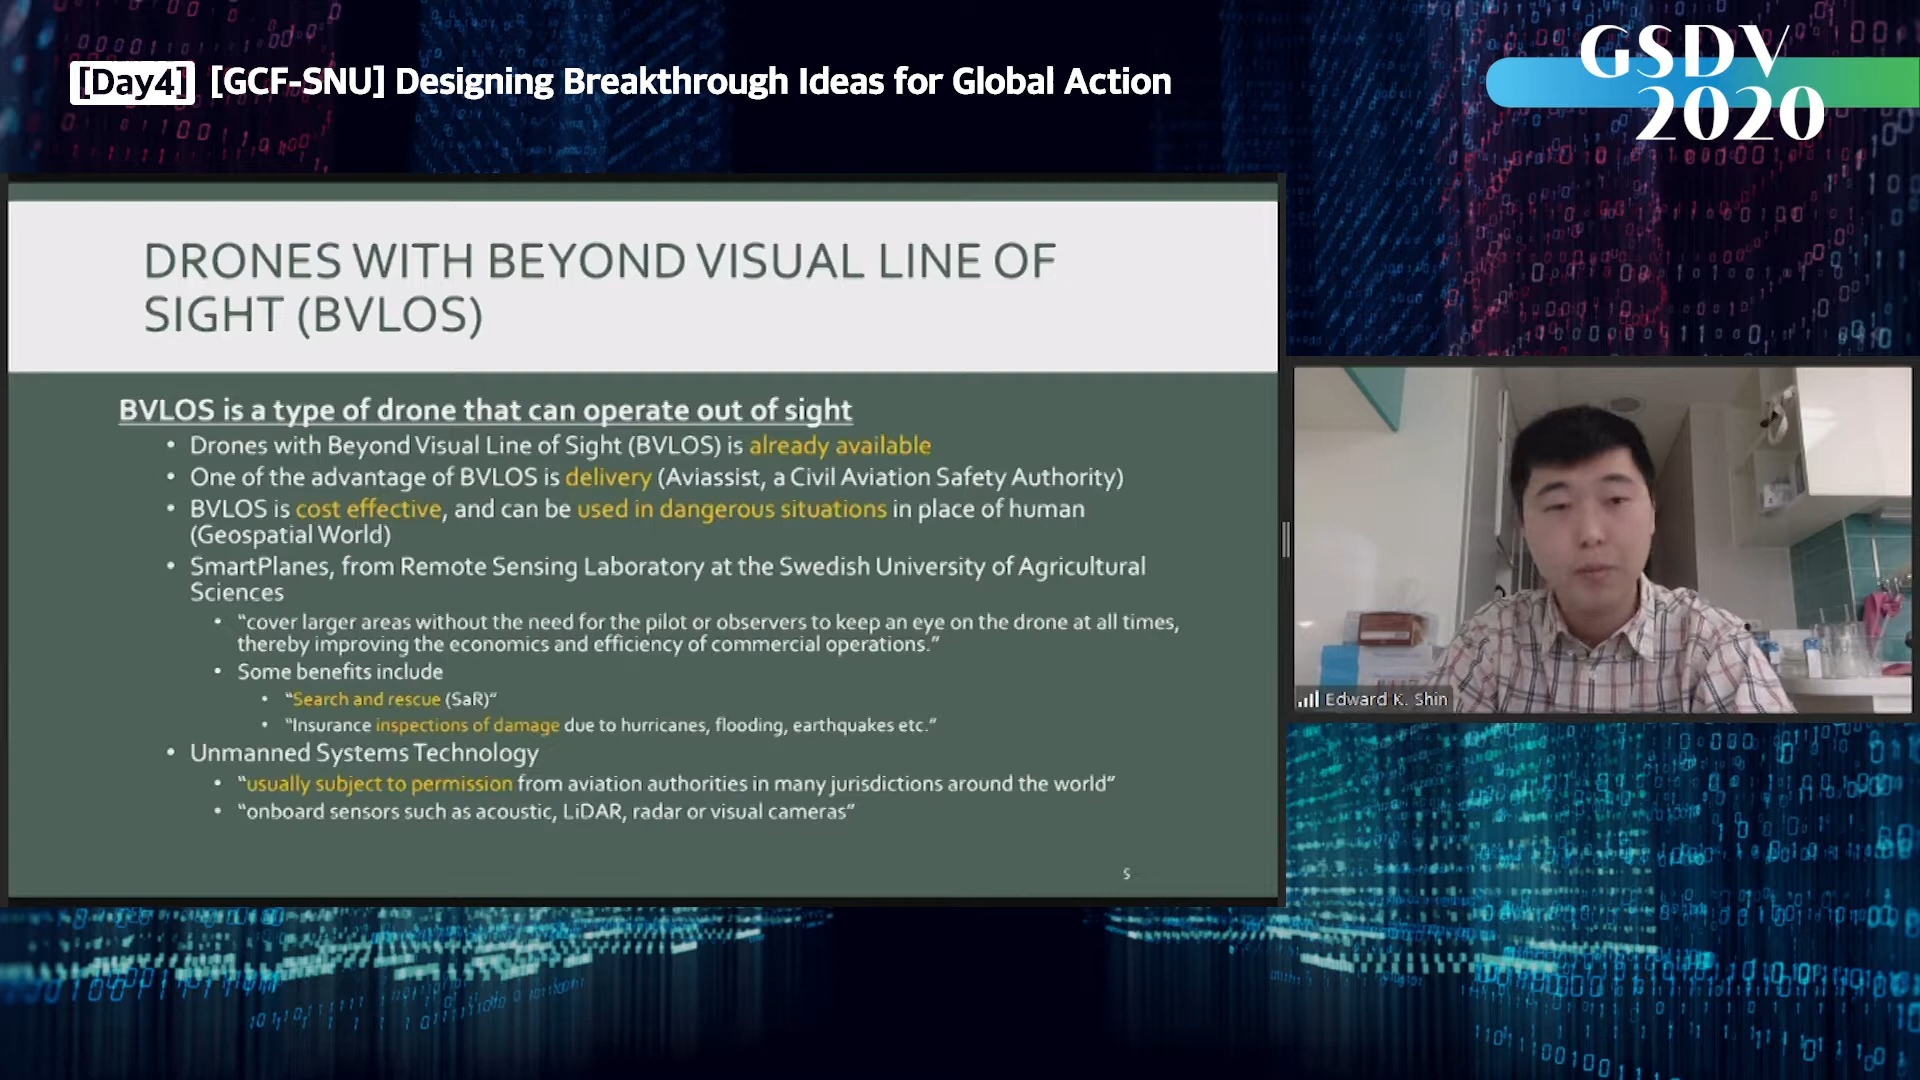 [Day4] [GCF-SNU] Designing Breakthrough Ideas for Global Action
GSDV
2020
DRONES WITH BEYOND VISUAL LINE OF
SIGHT (BVLOS)
BVLOS is a type of drone that can operate out of sight
• Drones with Beyond Visual Line of Sight (BVLOS) is already available
• One of the advantage of BVLOS is delivery (Aviassist, a Civil Aviation Safety Authority)
• BVLOS is cost effective, and can be used in dangerous situations in place of human
(Geospatial World)
• SmartPlanes, from Remote Sensing Laboratory at the Swedish University of Agricultural
Sciences
• “cover larger areas without the need for the pilot or observers to keep an eye on the drone at all times,
thereby improving the economics and efficiency of commercial operations.”
• Some benefits include
• “Search and rescue (SaR)”
• “Insurance inspections of damage due to hurricanes, flooding, earthquakes etc.”
• Unmanned Systems Technology
• “usually subject to permission from aviation authorities in many jurisdictions around the world”
• “onboard sensors such as acoustic, LiDAR, radar or visual cameras”
5
Edward K. Shin